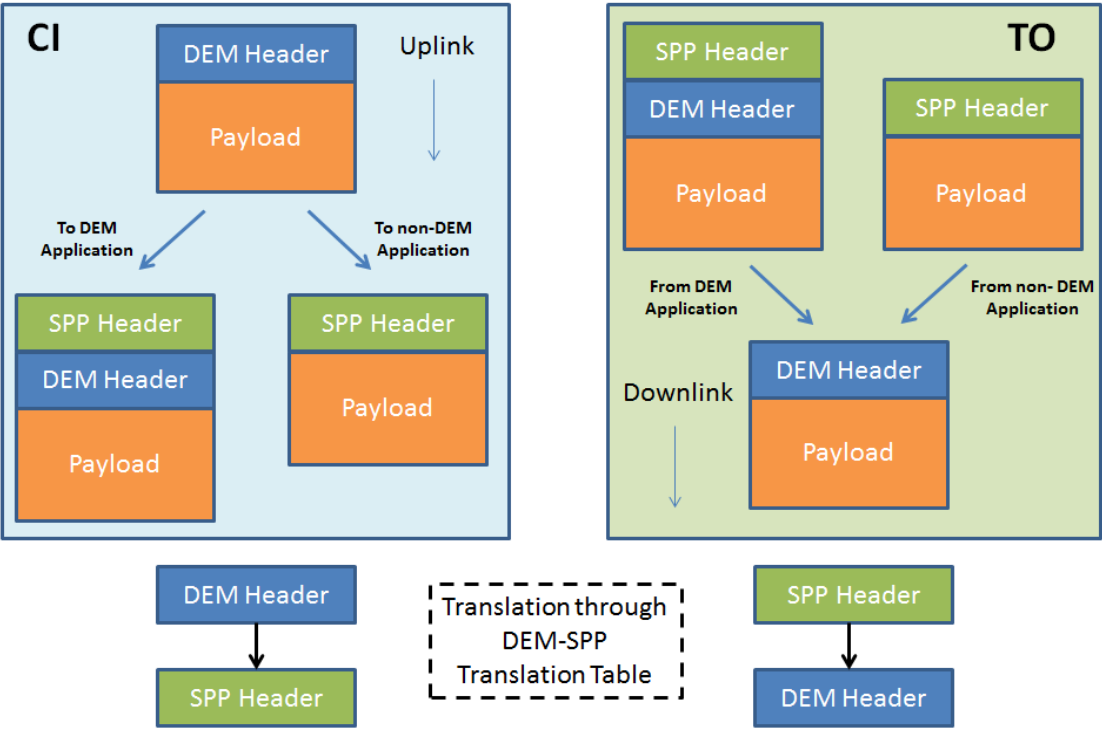 CI
DEM Header
Payload
Uplink
To DEM
Application
To non-DEM
Application
SPP Header
DEM Header
Payload
SPP Header
Payload
TO
SPP Header
DEM Header
Payload
SPP Header
Payload
From DEM
Application
From non- DEM
Application
DEM Header
Payload
Downlink
DEM Header
SPP Header
Translation through
DEM-SPP
Translation Table
SPP Header
DEM Header